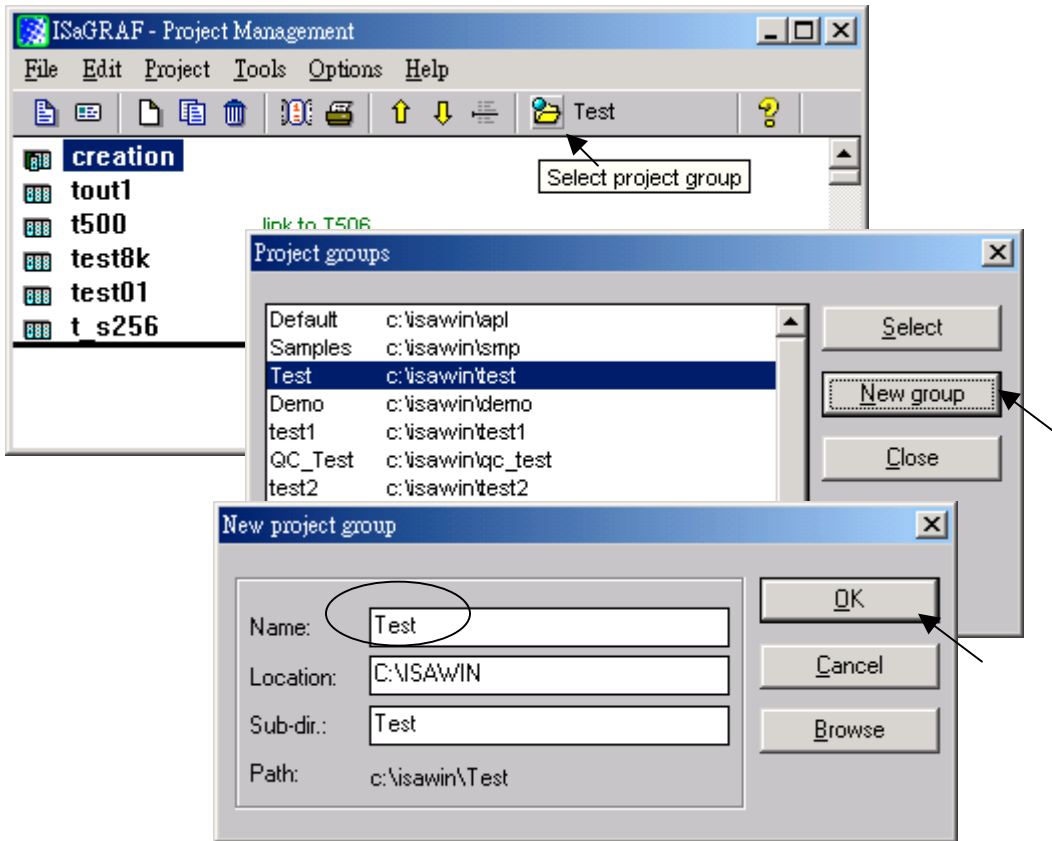 ISaGRAF - Project Management
File Edit Project Tools Options Help
Test
Select project group
creation
tout1
t500 link to T506
test8k
test01
t_s256
Project groups
Default c:\isawin\apl
Samples c:\isawin\smp
Test c:\isawin\test
Demo c:\isawin\demo
test1 c:\isawin\test1
QC_Test c:\isawin\qc_test
test2 c:\isawin\test2
Select
New group
Close
New project group
Name: Test
Location: C:\ISAWIN
Sub-dir.: Test
Path: c:\isawin\Test
OK
Cancel
Browse